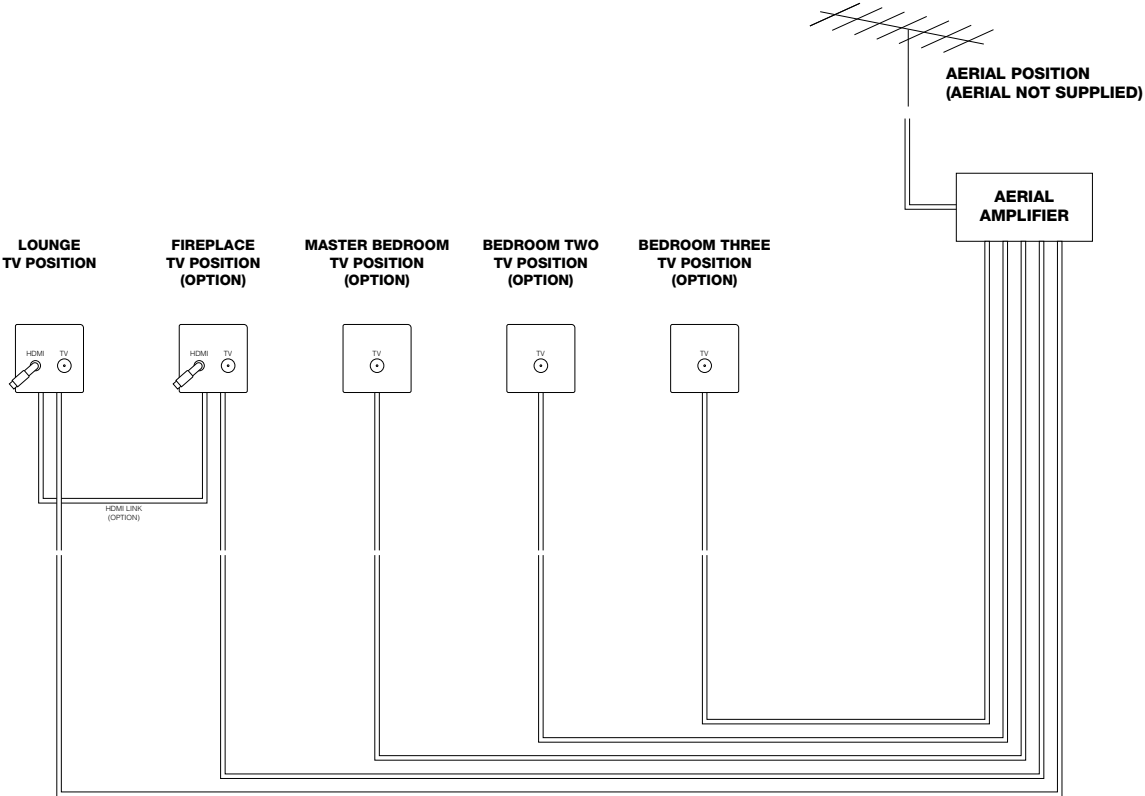 AERIAL POSITION
(AERIAL NOT SUPPLIED)
AERIAL
AMPLIFIER
LOUNGE
TV POSITION
FIREPLACE
TV POSITION
(OPTION)
MASTER BEDROOM
TV POSITION
(OPTION)
BEDROOM TWO
TV POSITION
(OPTION)
BEDROOM THREE
TV POSITION
(OPTION)
HDMI TV
HDMI TV
TV
TV
TV
HDMI LINK
(OPTION)